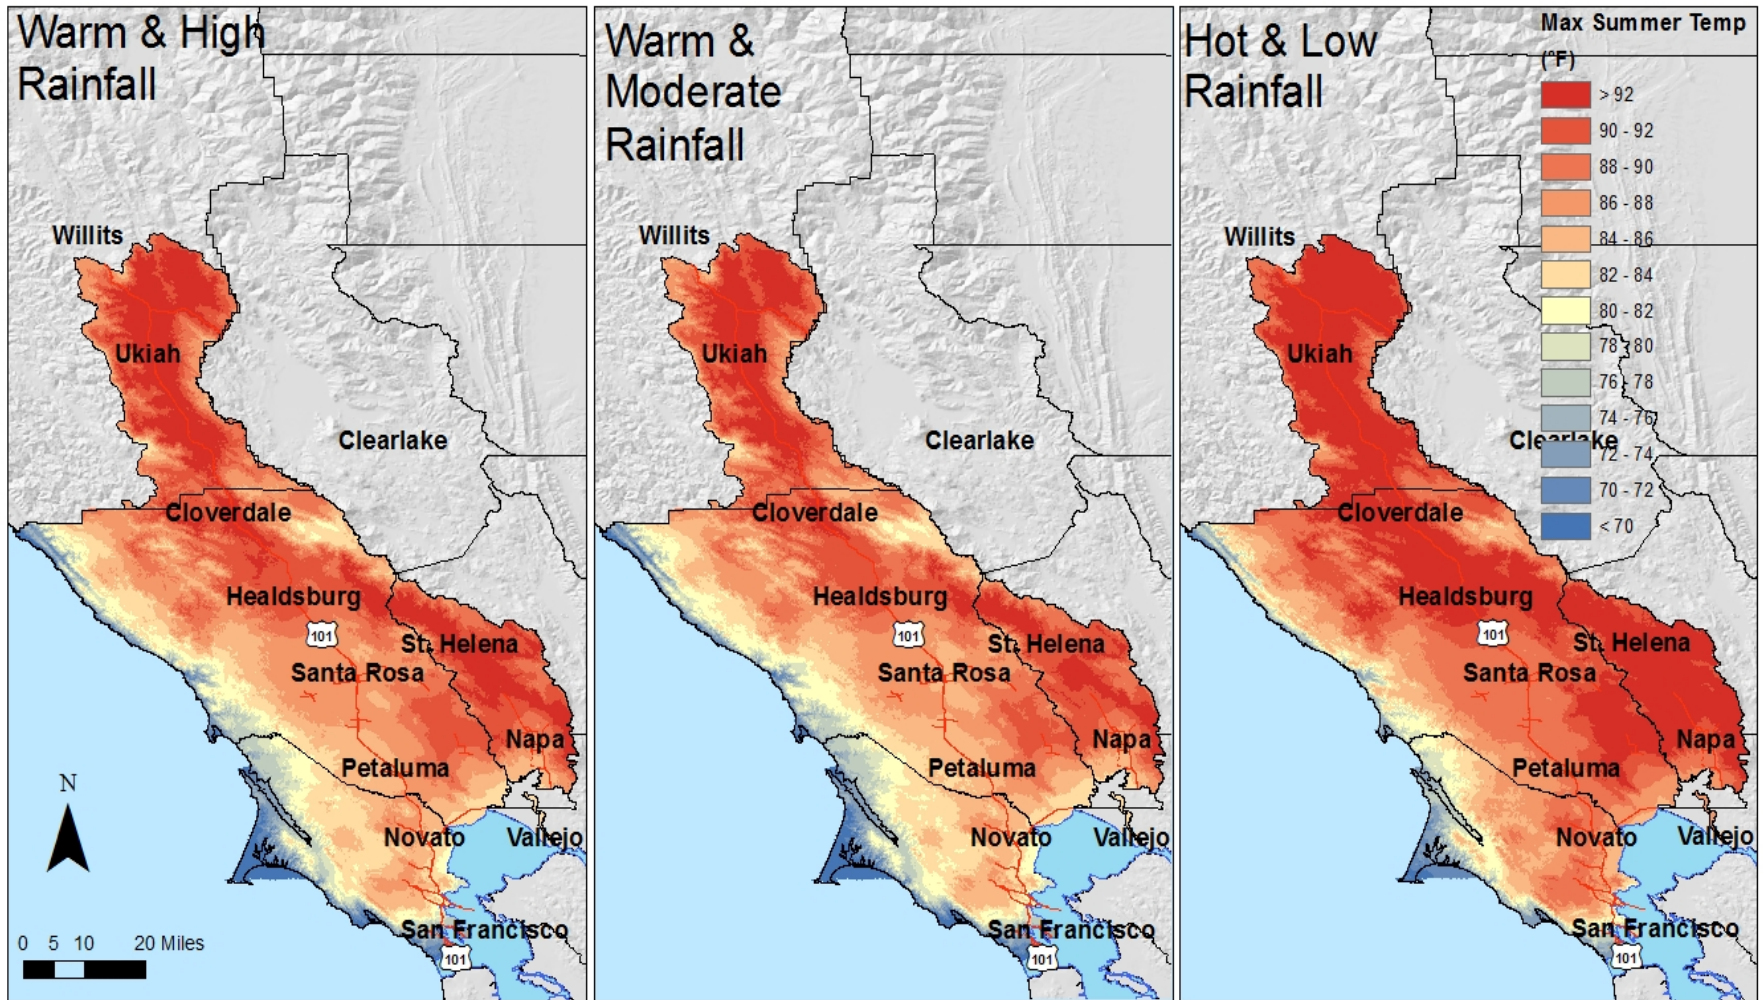 Warm & High
Rainfall
Willits
Ukiah
Clearlake
Cloverdale
Healdsburg
101
St. Helena
Santa Rosa
Napa
Petaluma
N
Novato
Vallejo
San Francisco
0 5 10 20 Miles
101
Warm &
Moderate
Rainfall
Willits
Ukiah
Clearlake
Cloverdale
Healdsburg
101
St. Helena
Santa Rosa
Napa
Petaluma
Novato
Vallejo
San Francisco
101
Hot & Low
Rainfall
Max Summer Temp
(°F)
> 92
90 - 92
88 - 90
86 - 88
84 - 86
82 - 84
80 - 82
78 - 80
76 - 78
74 - 76
72 - 74
70 - 72
< 70
Willits
Ukiah
Clearlake
Cloverdale
Healdsburg
101
St. Helena
Santa Rosa
Napa
Petaluma
Novato
Vallejo
San Francisco
101